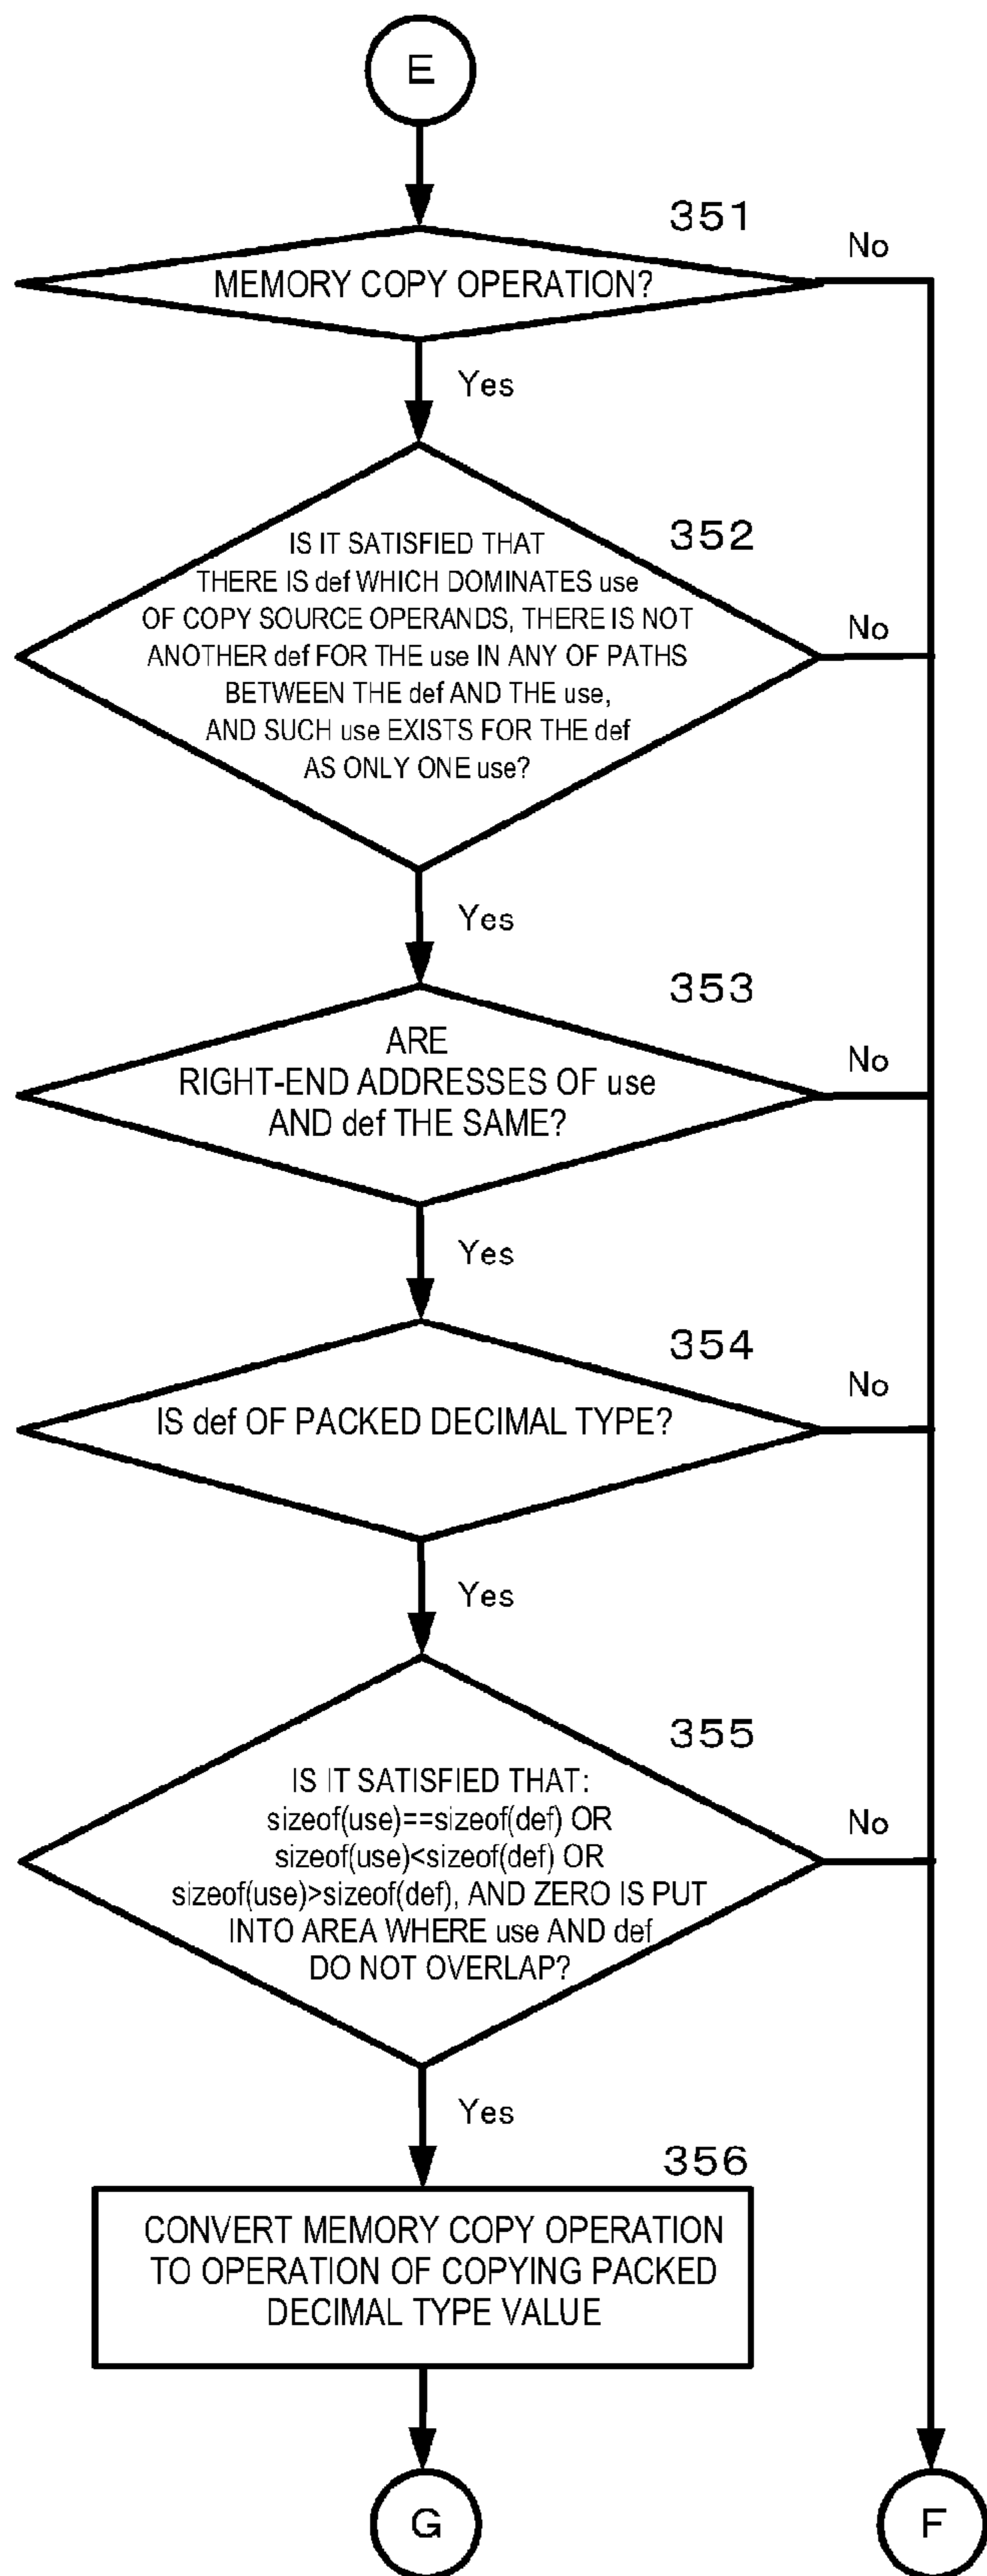 E
351
No
MEMORY COPY OPERATION?
Yes
352
IS IT SATISFIED THAT
THERE IS def WHICH DOMINATES use
OF COPY SOURCE OPERANDS, THERE IS NOT
ANOTHER def FOR THE use IN ANY OF PATHS
BETWEEN THE def AND THE use,
AND SUCH use EXISTS FOR THE def
AS ONLY ONE use?
No
Yes
353
ARE
RIGHT-END ADDRESSES OF use
AND def THE SAME?
No
Yes
354
No
IS def OF PACKED DECIMAL TYPE?
Yes
355
IS IT SATISFIED THAT:
sizeof(use)==sizeof(def) OR
sizeof(use)<sizeof(def) OR
sizeof(use)>sizeof(def), AND ZERO IS PUT
INTO AREA WHERE use AND def
DO NOT OVERLAP?
No
Yes
356
CONVERT MEMORY COPY OPERATION
TO OPERATION OF COPYING PACKED
DECIMAL TYPE VALUE
G
F